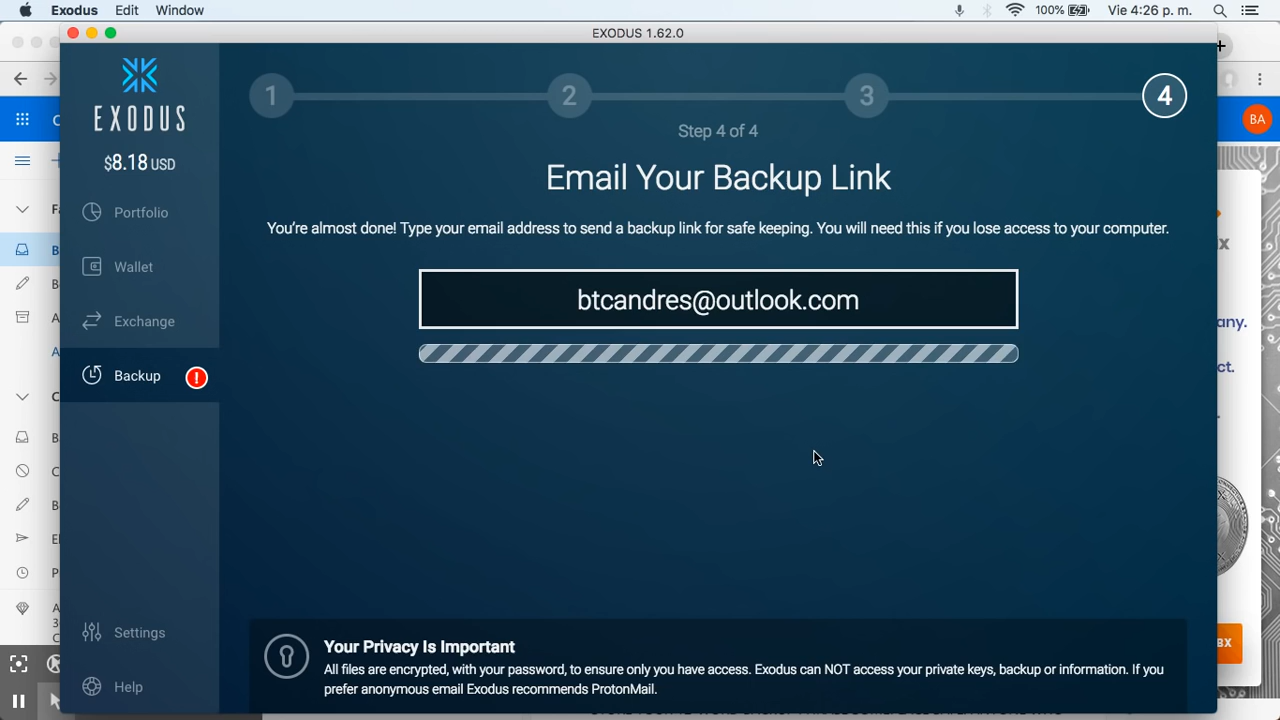 Exodus Edit Window
100% Vie 4:26 p. m.
EXODUS 1.62.0
EXODUS
$8.18 USD
Portfolio
Wallet
Exchange
Backup
!
Settings
Help
1 2 3 4
Step 4 of 4
Email Your Backup Link
You're almost done! Type your email address to send a backup link for safe keeping. You will need this if you lose access to your computer.
btcandres@outlook.com
Your Privacy Is Important
All files are encrypted, with your password, to ensure only you have access. Exodus can NOT access your private keys, backup or information. If you
prefer anonymous email Exodus recommends ProtonMail.
BA
any.
ct.
BX